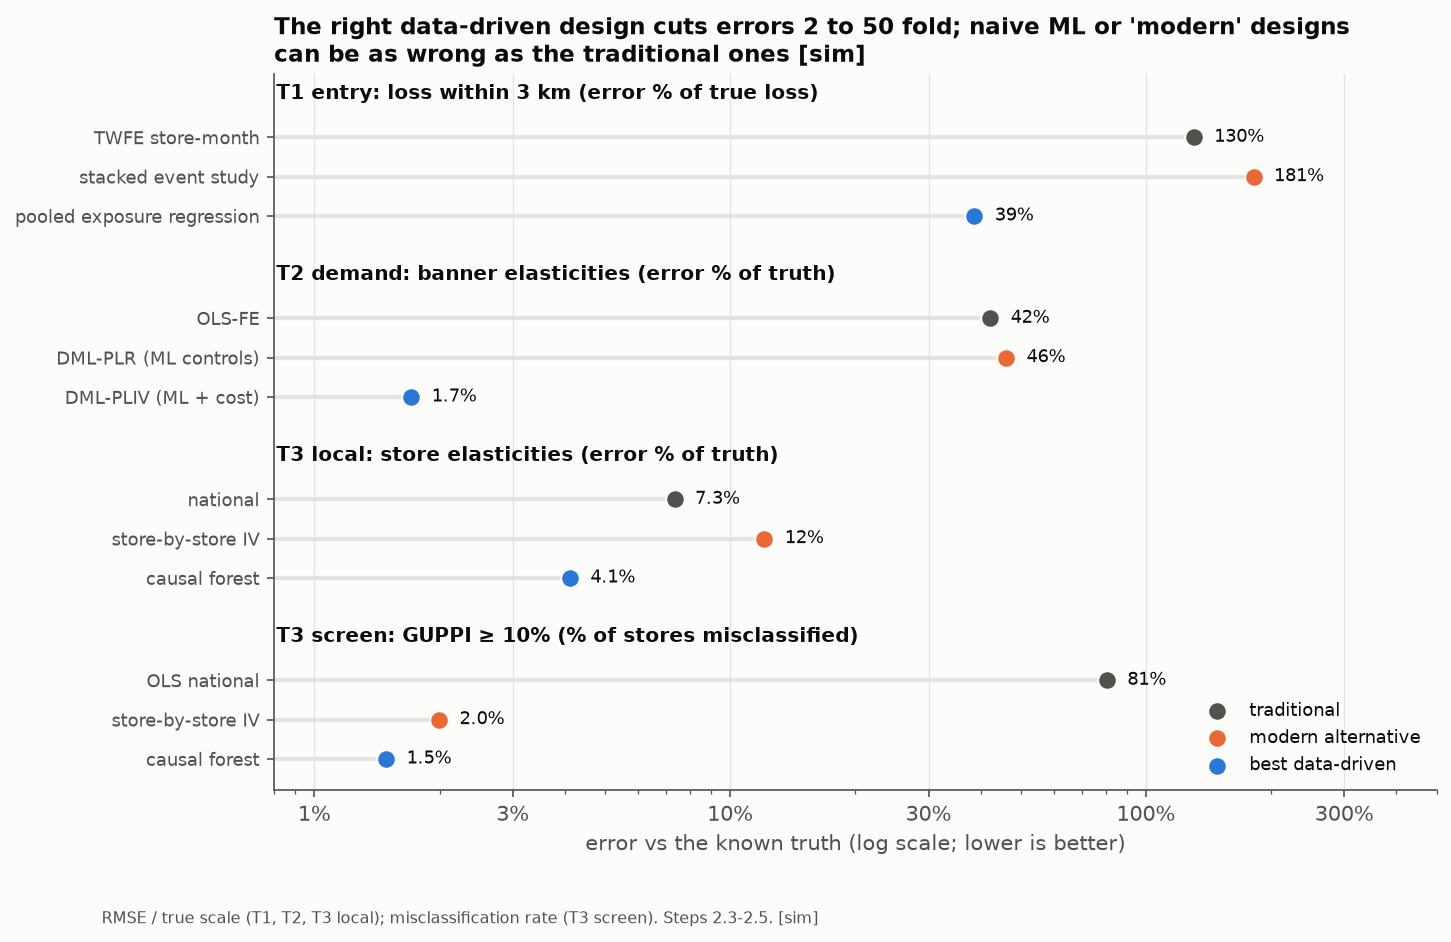 The right data-driven design cuts errors 2 to 50 fold; naive ML or 'modern' designs
can be as wrong as the traditional ones [sim]
T1 entry: loss within 3 km (error % of true loss)
TWFE store-month 130%
stacked event study 181%
pooled exposure regression 39%
T2 demand: banner elasticities (error % of truth)
OLS-FE 42%
DML-PLR (ML controls) 46%
DML-PLIV (ML + cost) 1.7%
T3 local: store elasticities (error % of truth)
national 7.3%
store-by-store IV 12%
causal forest 4.1%
T3 screen: GUPPI ≥ 10% (% of stores misclassified)
OLS national 81%
store-by-store IV 2.0%
causal forest 1.5%
traditional
modern alternative
best data-driven
1% 3% 10% 30% 100% 300%
error vs the known truth (log scale; lower is better)
RMSE / true scale (T1, T2, T3 local); misclassification rate (T3 screen). Steps 2.3-2.5. [sim]